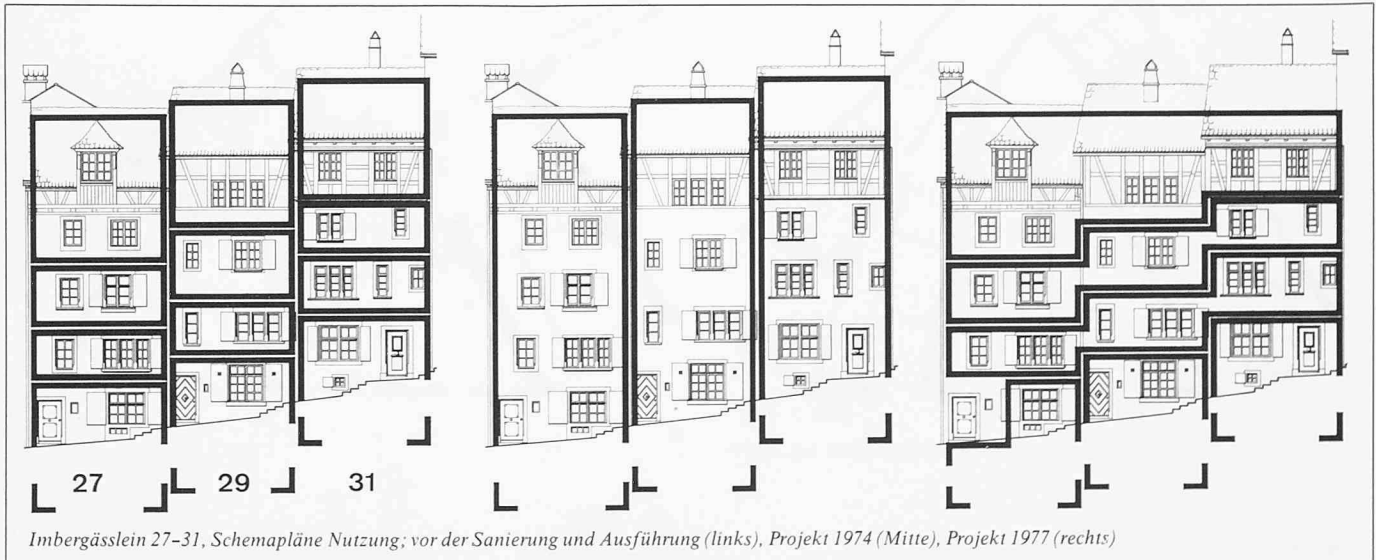 27 29 31
Imbergässlein 27–31, Schemapläne Nutzung; vor der Sanierung und Ausführung (links), Projekt 1974 (Mitte), Projekt 1977 (rechts)